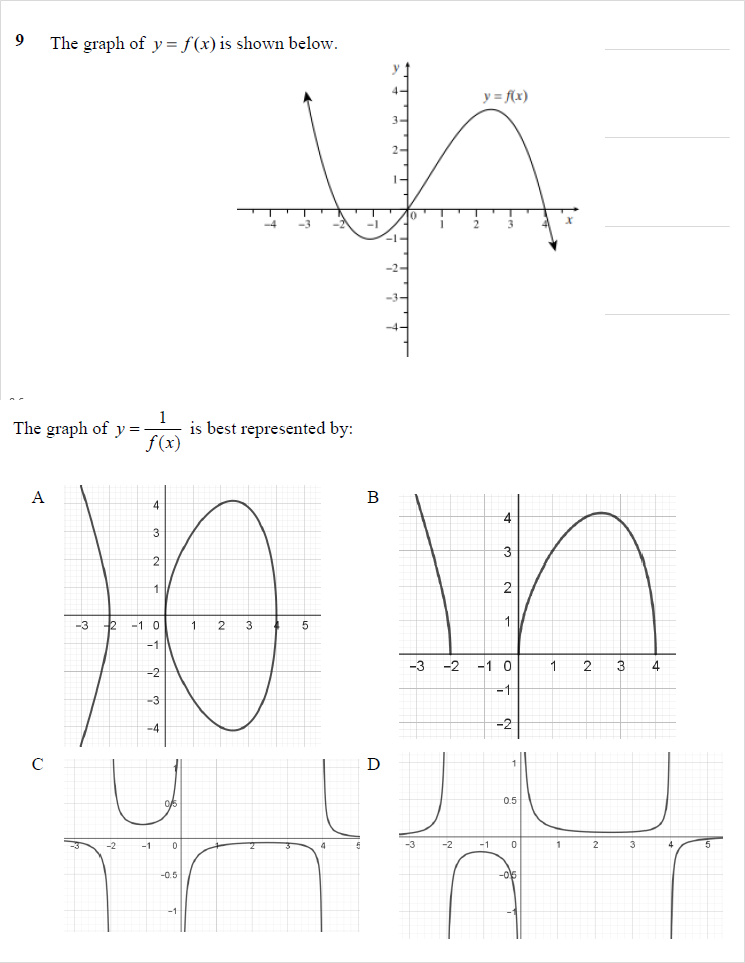 9 The graph of y = f(x) is shown below.
y
4
y = f(x)
3
2
1
-4 -3 -2 -1 0 1 2 3 4 x
-1
-2
-3
-4
The graph of y = 1/f(x) is best represented by:
A
4
3
2
1
-3 -2 -1 0 1 2 3 4 5
-1
-2
-3
-4
B
4
3
2
1
-3 -2 -1 0 1 2 3 4
-1
-2
C
1
0.5
-3 -2 -1 0 1 2 3 4 5
-0.5
-1
D
1
0.5
-3 -2 -1 0 1 2 3 4 5
-0.5
-1